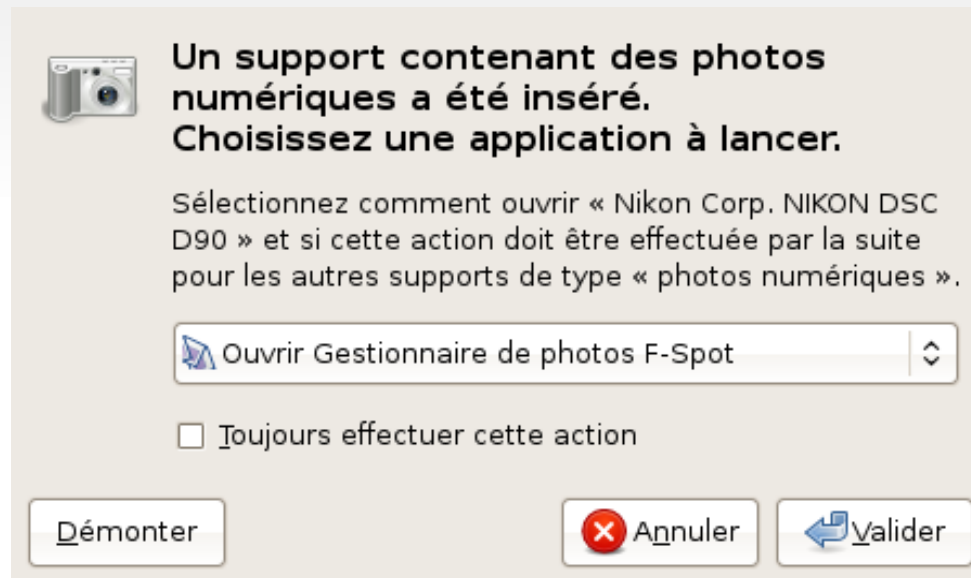 Un support contenant des photos
numériques a été inséré.
Choisissez une application à lancer.
Sélectionnez comment ouvrir « Nikon Corp. NIKON DSC
D90 » et si cette action doit être effectuée par la suite
pour les autres supports de type « photos numériques ».
Ouvrir Gestionnaire de photos F-Spot
Toujours effectuer cette action
Démonter Annuler Valider